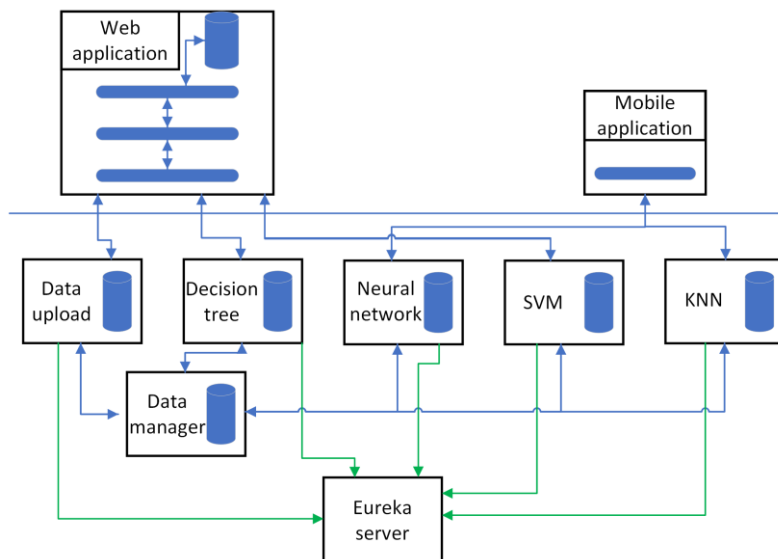 Web
application
Mobile
application
Data
upload
Decision
tree
Neural
network
SVM
KNN
Data
manager
Eureka
server